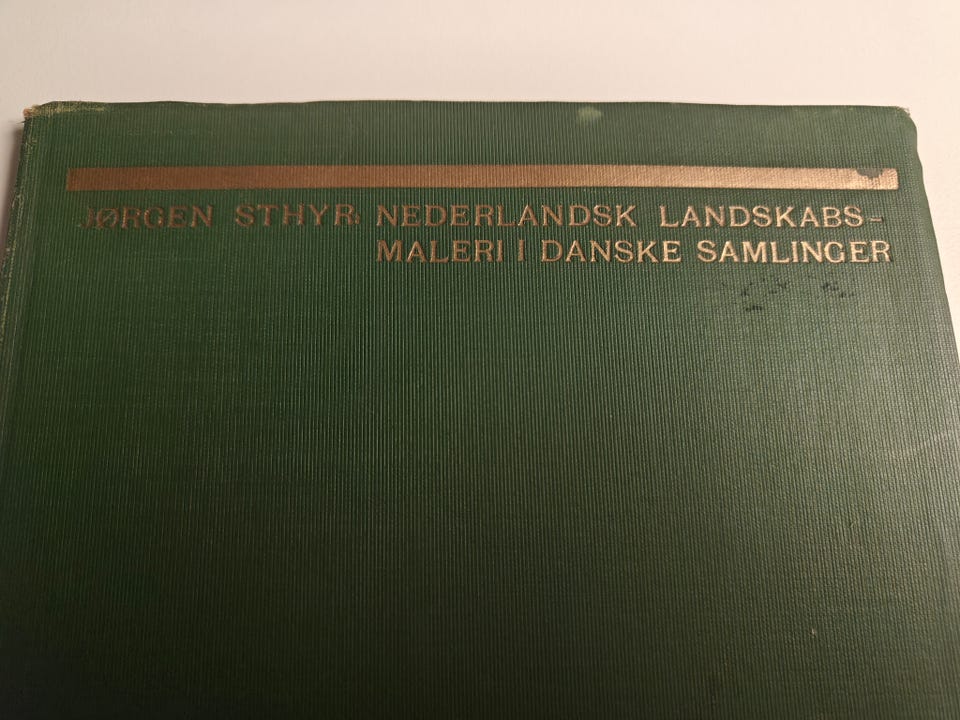 JØRGEN STHYR: NEDERLANDSK LANDSKABS-
MALERI I DANSKE SAMLINGER